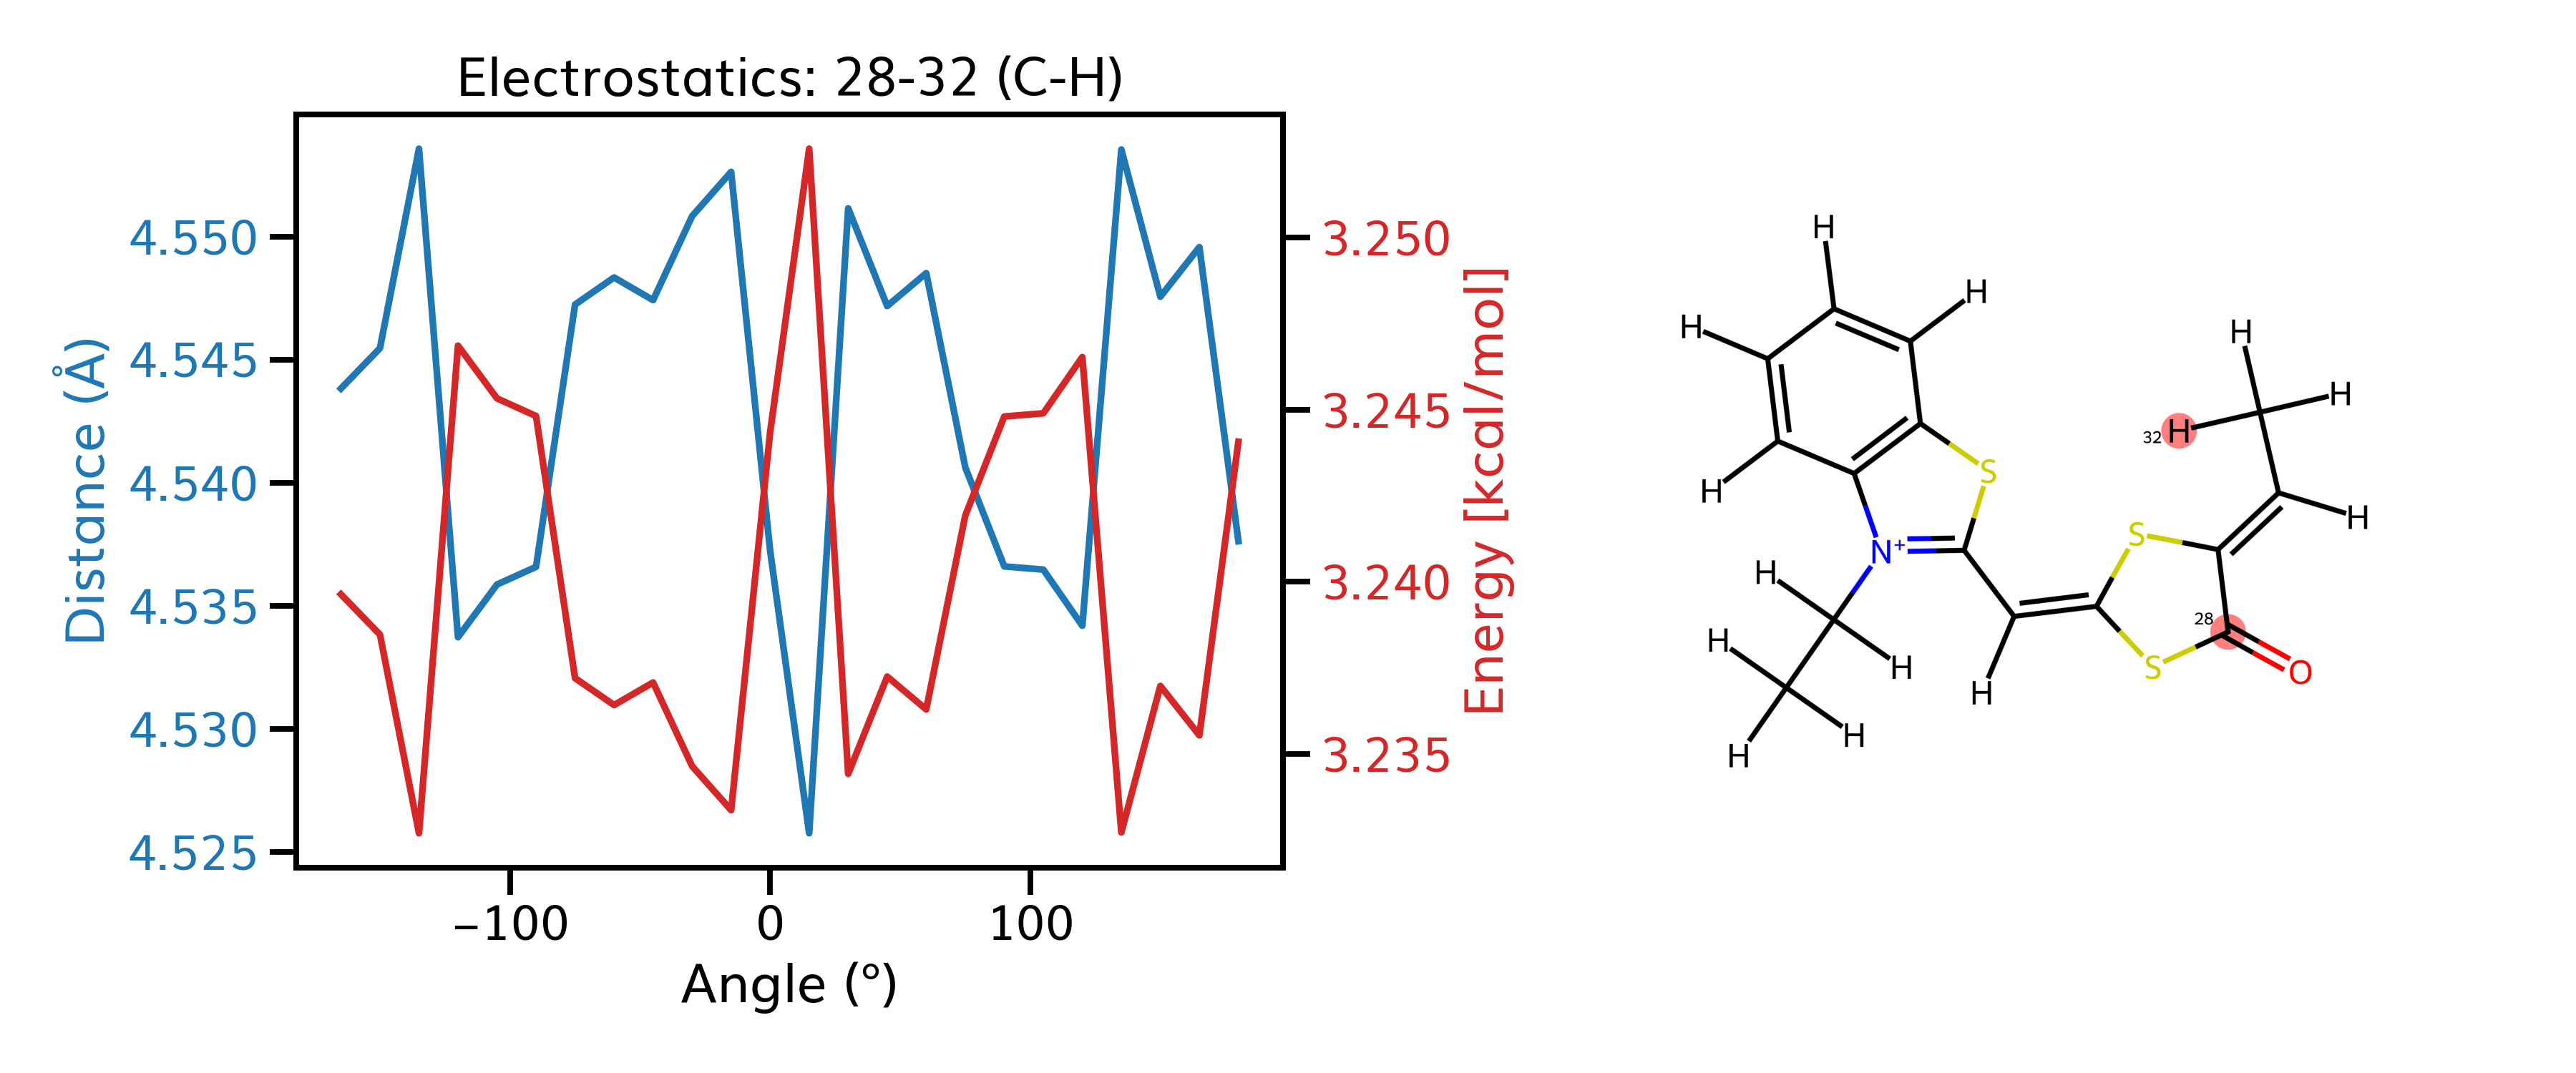 Electrostatics: 28-32 (C-H)
Distance (Å)
4.550
4.545
4.540
4.535
4.530
4.525
3.250
3.245
3.240
3.235
Energy [kcal/mol]
−100 0 100
Angle (°)
H
H
H
H
H
H
32 H
S
H
H
S
N+
H
28
H
H
S
O
H
H
H
H